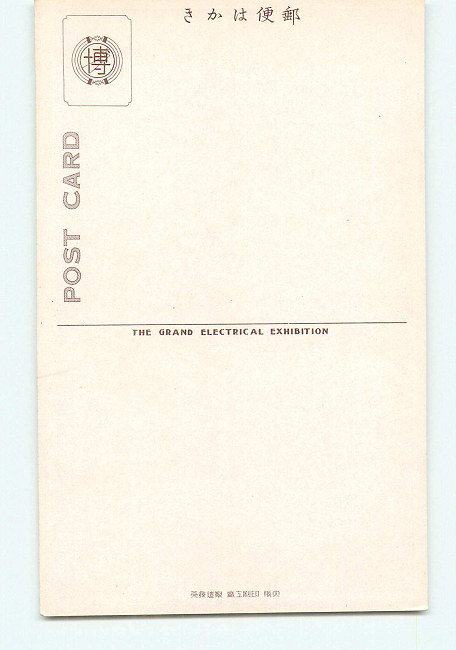 きかは便郵
博
POST CARD
THE GRAND ELECTRICAL EXHIBITION